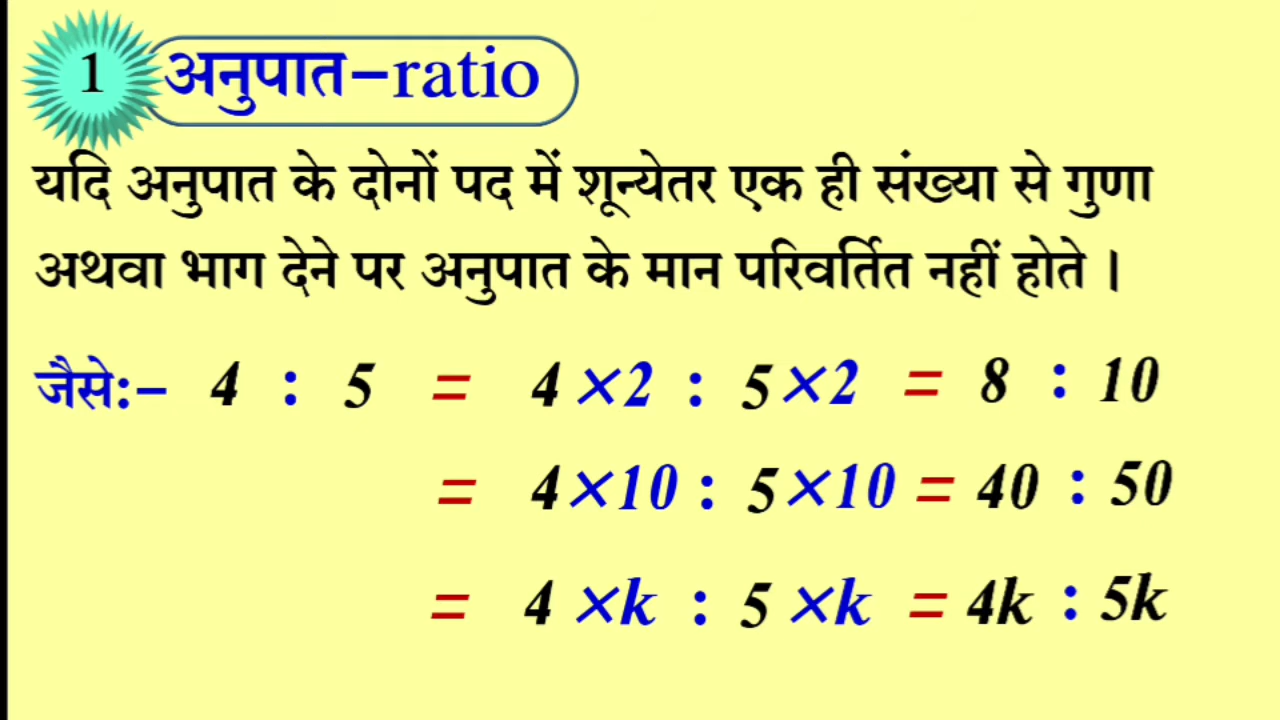 1 अनुपात-ratio
यदि अनुपात के दोनों पद में शून्येतर एक ही संख्या से गुणा
अथवा भाग देने पर अनुपात के मान परिवर्तित नहीं होते ।
जैसे:- 4 : 5 = 4 ×2 : 5 ×2 = 8 : 10
= 4 ×10 : 5 ×10 = 40 : 50
= 4 ×k : 5 ×k = 4k : 5k